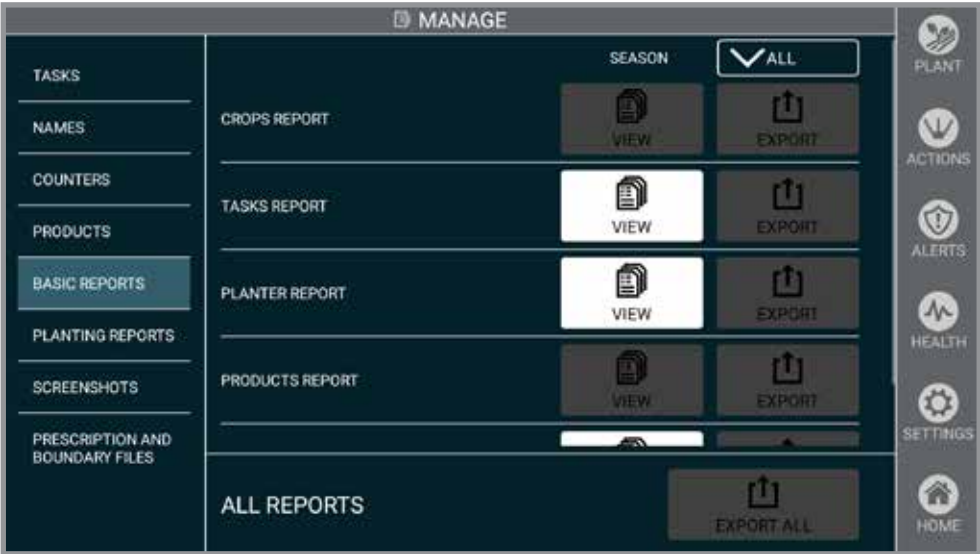 MANAGE
TASKS
NAMES
COUNTERS
PRODUCTS
BASIC REPORTS
PLANTING REPORTS
SCREENSHOTS
PRESCRIPTION AND
BOUNDARY FILES
SEASON ALL
CROPS REPORT VIEW EXPORT
TASKS REPORT VIEW EXPORT
PLANTER REPORT VIEW EXPORT
PRODUCTS REPORT VIEW EXPORT
ALL REPORTS EXPORT ALL
PLANT
ACTIONS
ALERTS
HEALTH
SETTINGS
HOME